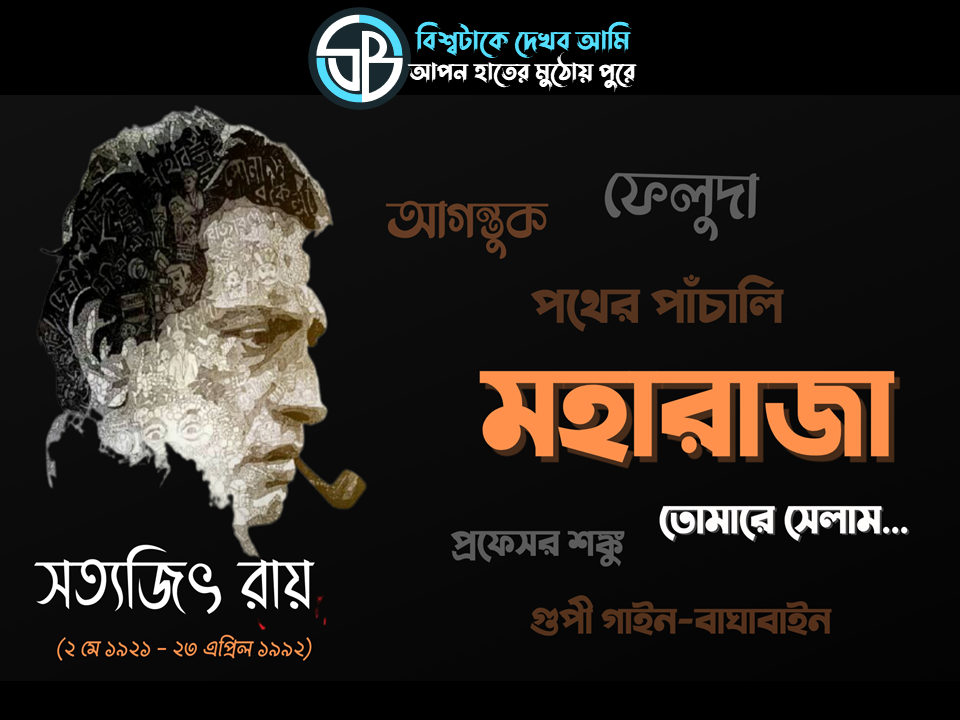 বিশ্বটাকে দেখব আমি
আপন হাতের মুঠোয় পুরে
আগন্তুক
ফেলুদা
পথের পাঁচালি
মহারাজা
তোমারে সেলাম...
প্রফেসর শঙ্কু
গুপী গাইন-বাঘাবাইন
সত্যজিৎ রায়
(২ মে ১৯২১ - ২৩ এপ্রিল ১৯৯২)